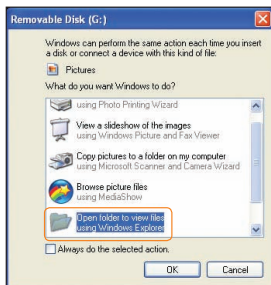 Removable Disk (G:)
Windows can perform the same action each time you insert
a disk or connect a device with this kind of file:
Pictures
What do you want Windows to do?
using Photo Printing Wizard
View a slideshow of the images
using Windows Picture and Fax Viewer
Copy pictures to a folder on my computer
using Microsoft Scanner and Camera Wizard
Browse picture files
using MediaShow
Open folder to view files
using Windows Explorer
Always do the selected action.
OK
Cancel